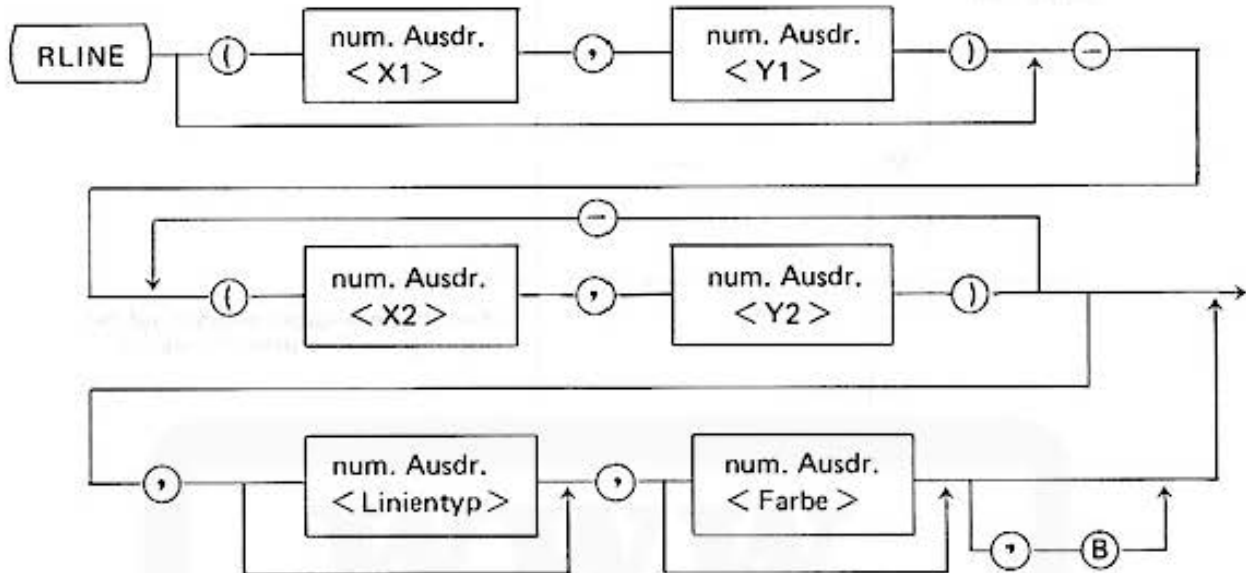 RLINE ( num. Ausdr. , num. Ausdr. ) −
<X1> <Y1>
−
( num. Ausdr. , num. Ausdr. )
<X2> <Y2>
, num. Ausdr. , num. Ausdr.
<Linientyp> <Farbe>
, B